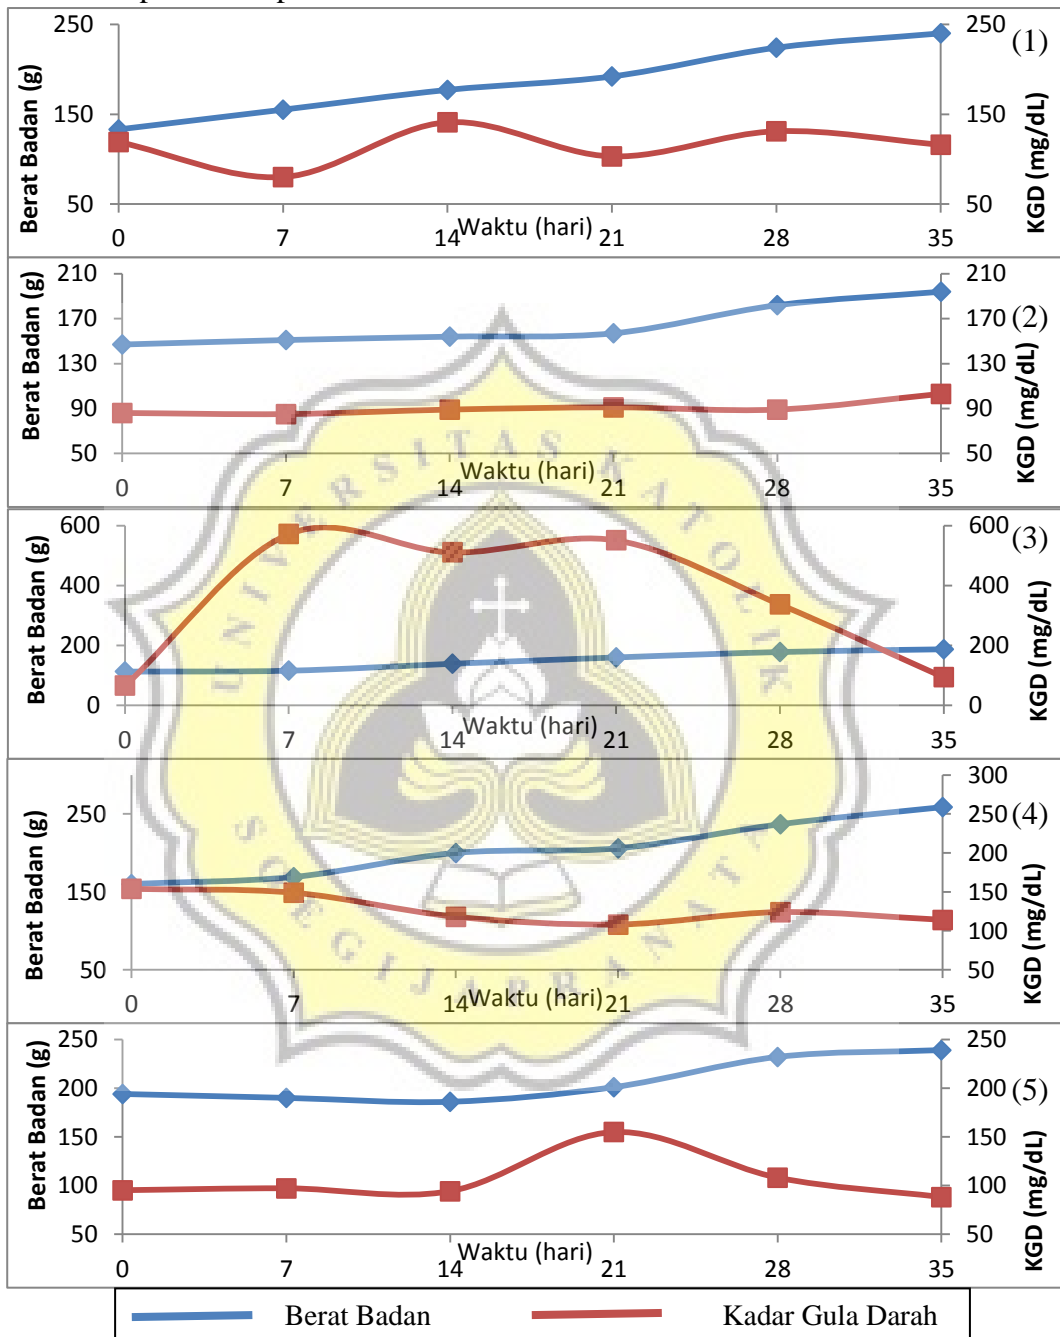 250 250 (1)
150 150
50 50
Berat Badan (g)
KGD (mg/dL)
Waktu (hari)
0 7 14 21 28 35
210 210
170 170 (2)
130 130
90 90
50 50
Berat Badan (g)
KGD (mg/dL)
Waktu (hari)
0 7 14 21 28 35
600 600 (3)
400 400
200 200
0 0
Berat Badan (g)
KGD (mg/dL)
Waktu (hari)
0 7 14 21 28 35
300
250 250 (4)
200
150 150
100
50 50
Berat Badan (g)
KGD (mg/dL)
Waktu (hari)
0 7 14 21 28 35
250 250
200 200 (5)
150 150
100 100
50 50
Berat Badan (g)
KGD (mg/dL)
Waktu (hari)
0 7 14 21 28 35
Berat Badan Kadar Gula Darah
UNIVERSITAS KATOLIK
SOEGIJAPRANATA